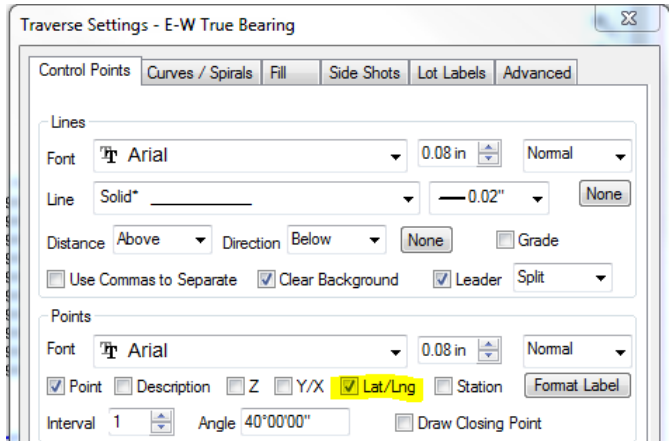 Traverse Settings - E-W True Bearing
Control Points Curves / Spirals Fill Side Shots Lot Labels Advanced
Lines
Font Arial 0.08 in Normal
Line Solid* 0.02" None
Distance Above Direction Below None Grade
Use Commas to Separate Clear Background Leader Split
Points
Font Arial 0.08 in Normal
Point Description Z Y/X Lat/Lng Station Format Label
Interval 1 Angle 40°00'00" Draw Closing Point